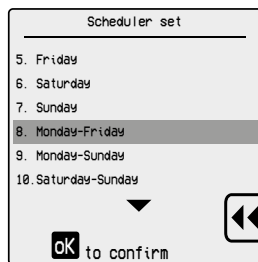 Scheduler set
5. Friday
6. Saturday
7. Sunday
8. Monday-Friday
9. Monday-Sunday
10.Saturday-Sunday
OK to confirm